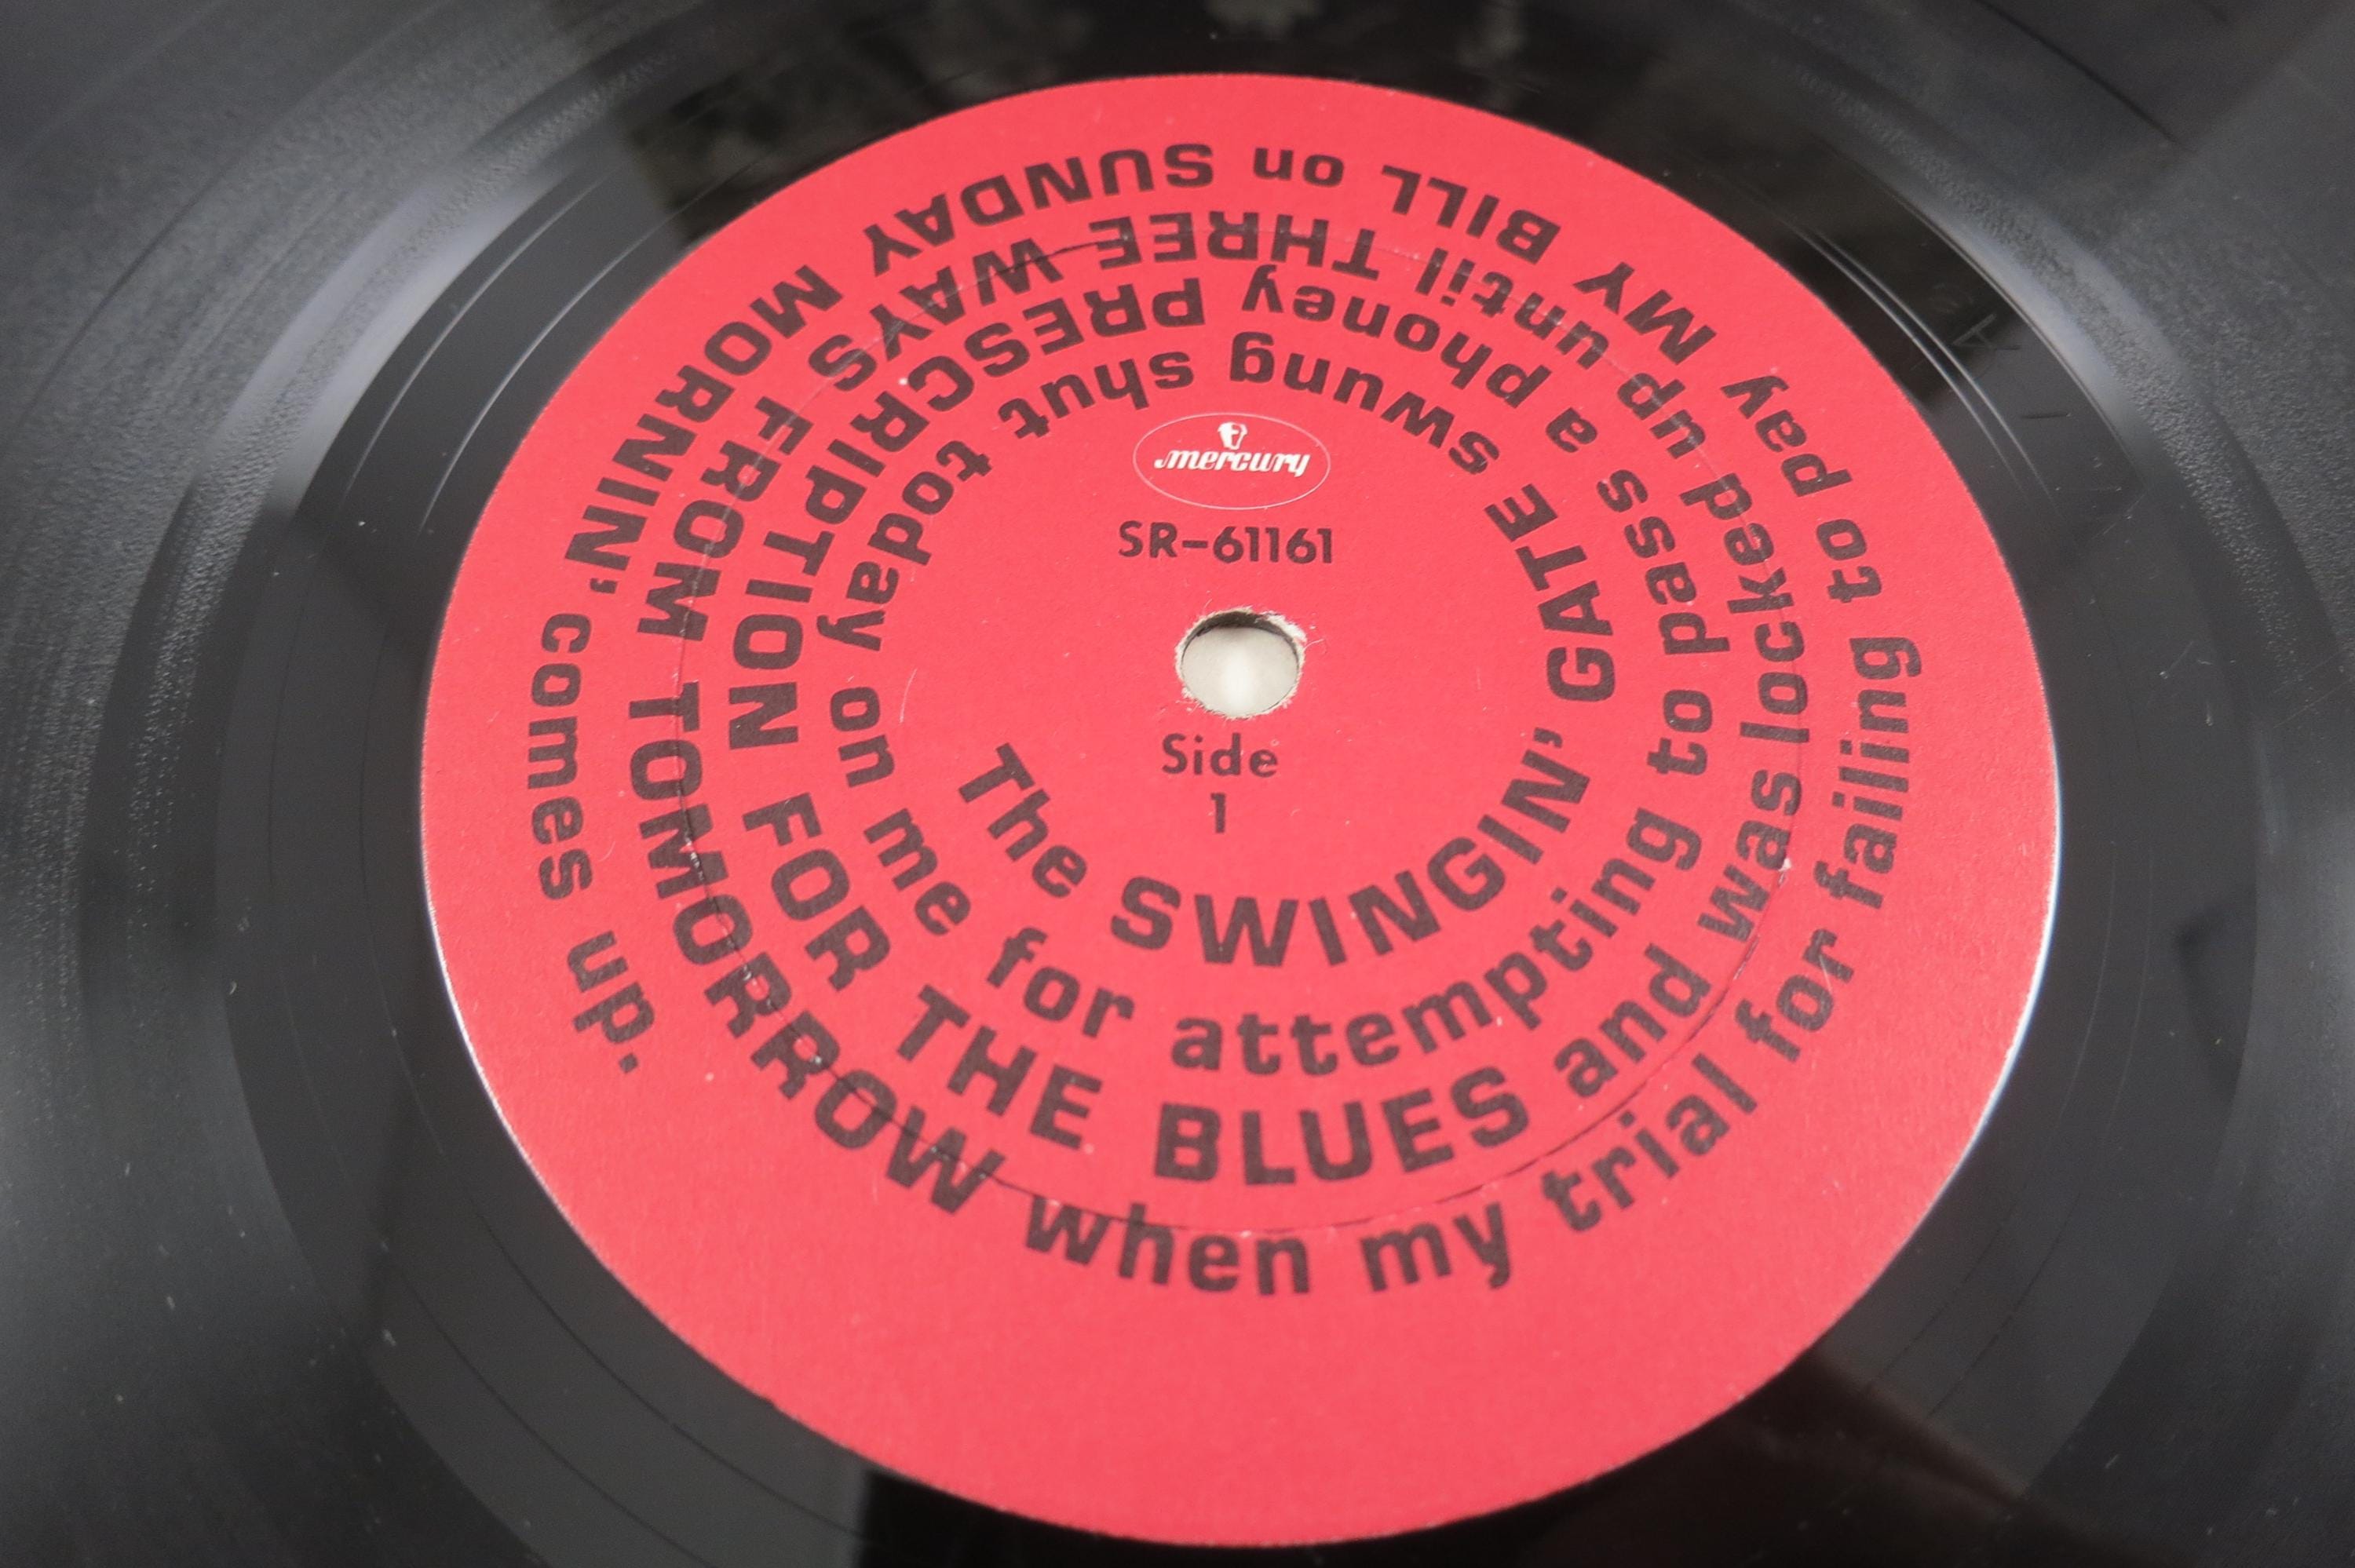 mercury
SR-61161
Side
1
The SWINGIN' GATE swung shut today on me for attempting to pass a phoney PRESCRIPTION FOR THE BLUES and was locked up until THREE WAYS FROM TOMORROW when my trial for failing to pay MY BILL on SUNDAY MORNIN' comes up.